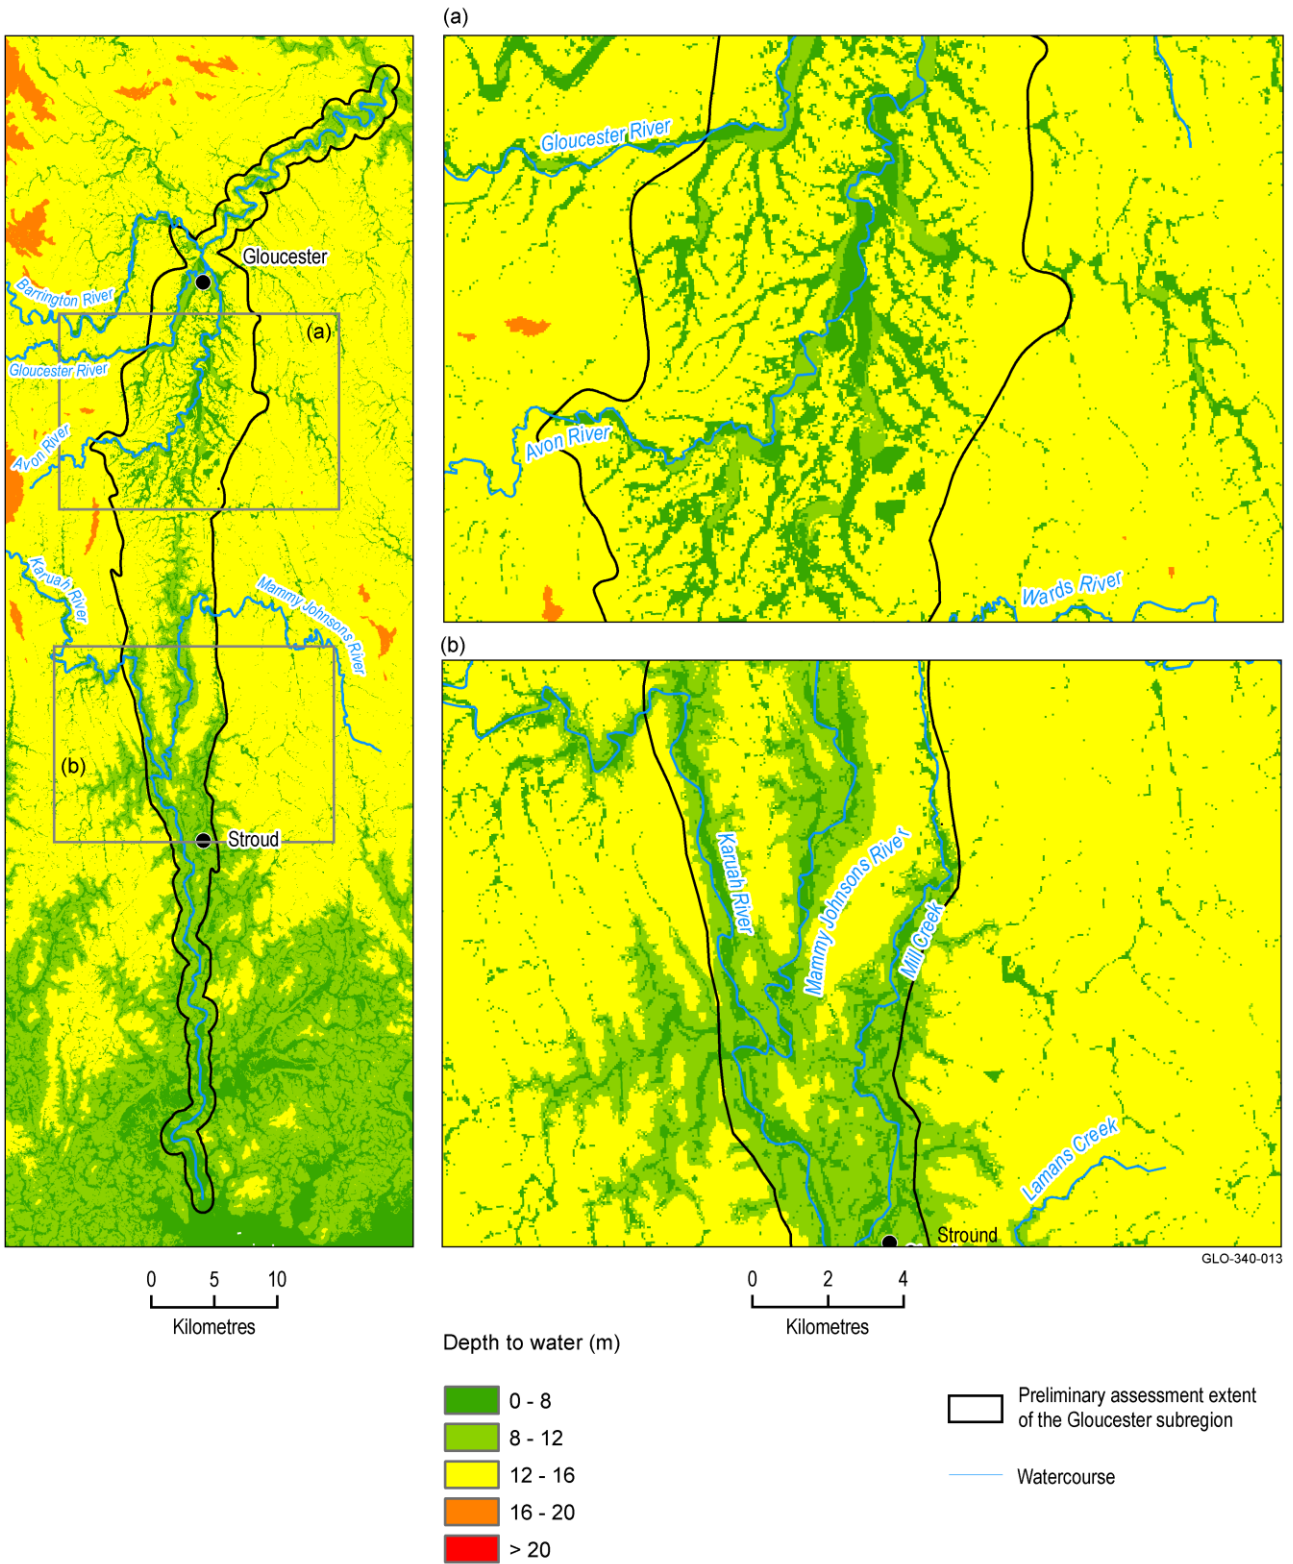 (a)
Gloucester
Barrington River
(a)
Gloucester River
Avon River
Karuah River
Mammy Johnsons River
(b)
Stroud
Gloucester River
Avon River
Wards River
(b)
Karuah River
Mammy Johnsons River
Mill Creek
Lamans Creek
Stround
GLO-340-013
0 5 10
Kilometres
0 2 4
Kilometres
Depth to water (m)
0 - 8
8 - 12
12 - 16
16 - 20
> 20
Preliminary assessment extent
of the Gloucester subregion
Watercourse